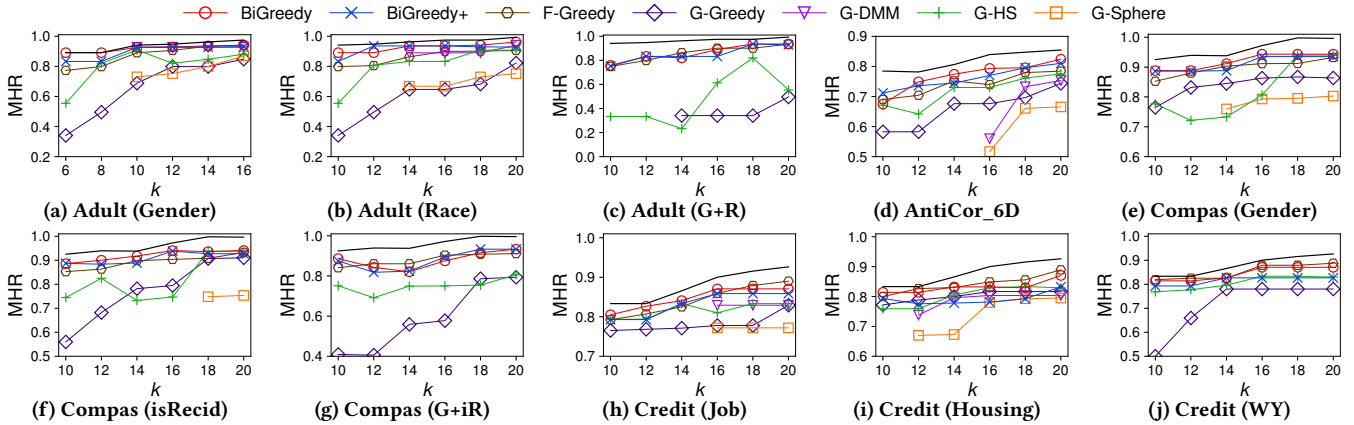 BiGreedy BiGreedy+ F-Greedy G-Greedy G-DMM G-HS G-Sphere
MHR 1.0 0.8 0.6 0.4 0.2
6 8 10 12 14 16
k
(a) Adult (Gender)
MHR 1.0 0.8 0.6 0.4 0.2
10 12 14 16 18 20
k
(b) Adult (Race)
MHR 1.0 0.8 0.6 0.4 0.2 0.0
10 12 14 16 18 20
k
(c) Adult (G+R)
MHR 0.9 0.8 0.7 0.6 0.5
10 12 14 16 18 20
k
(d) AntiCor_6D
MHR 1.0 0.9 0.8 0.7 0.6
10 12 14 16 18 20
k
(e) Compas (Gender)
MHR 1.0 0.9 0.8 0.7 0.6 0.5
10 12 14 16 18 20
k
(f) Compas (isRecid)
MHR 1.0 0.8 0.6 0.4
10 12 14 16 18 20
k
(g) Compas (G+iR)
MHR 1.0 0.9 0.8 0.7
10 12 14 16 18 20
k
(h) Credit (Job)
MHR 1.0 0.9 0.8 0.7 0.6
10 12 14 16 18 20
k
(i) Credit (Housing)
MHR 1.0 0.9 0.8 0.7 0.6 0.5
10 12 14 16 18 20
k
(j) Credit (WY)